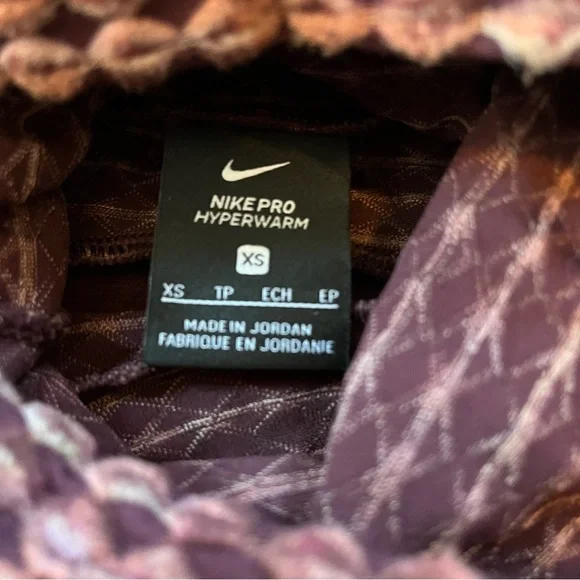 NIKE PRO
HYPERWARM
XS
XS TP ECH EP
MADE IN JORDAN
FABRIQUE EN JORDANIE